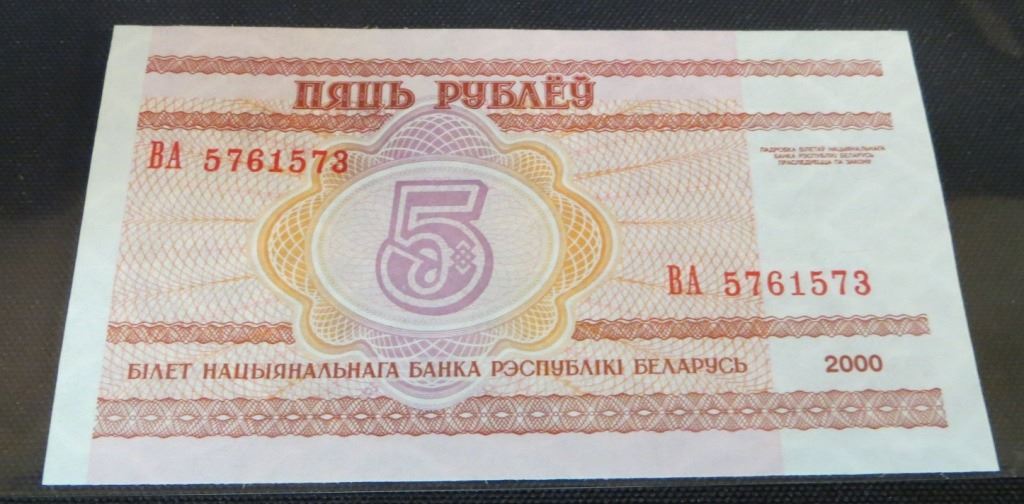 ПЯЦЬ РУБЛЁЎ
ВА 5761573
ПАДРОБКА БІЛЕТАЎ НАЦЫЯНАЛЬНАГА
БАНКА РЭСПУБЛІКІ БЕЛАРУСЬ
ПРАСЛЕДУЕЦЦА ПА ЗАКОНУ
5
ВА 5761573
БІЛЕТ НАЦЫЯНАЛЬНАГА БАНКА РЭСПУБЛІКІ БЕЛАРУСЬ
2000